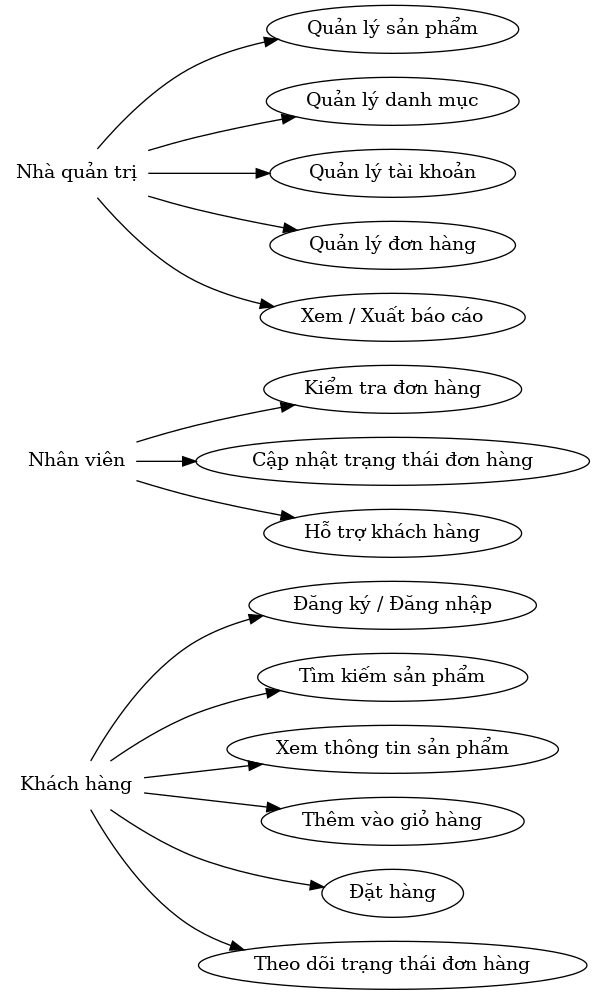 Nhà quản trị
Quản lý sản phẩm
Quản lý danh mục
Quản lý tài khoản
Quản lý đơn hàng
Xem / Xuất báo cáo
Nhân viên
Kiểm tra đơn hàng
Cập nhật trạng thái đơn hàng
Hỗ trợ khách hàng
Khách hàng
Đăng ký / Đăng nhập
Tìm kiếm sản phẩm
Xem thông tin sản phẩm
Thêm vào giỏ hàng
Đặt hàng
Theo dõi trạng thái đơn hàng